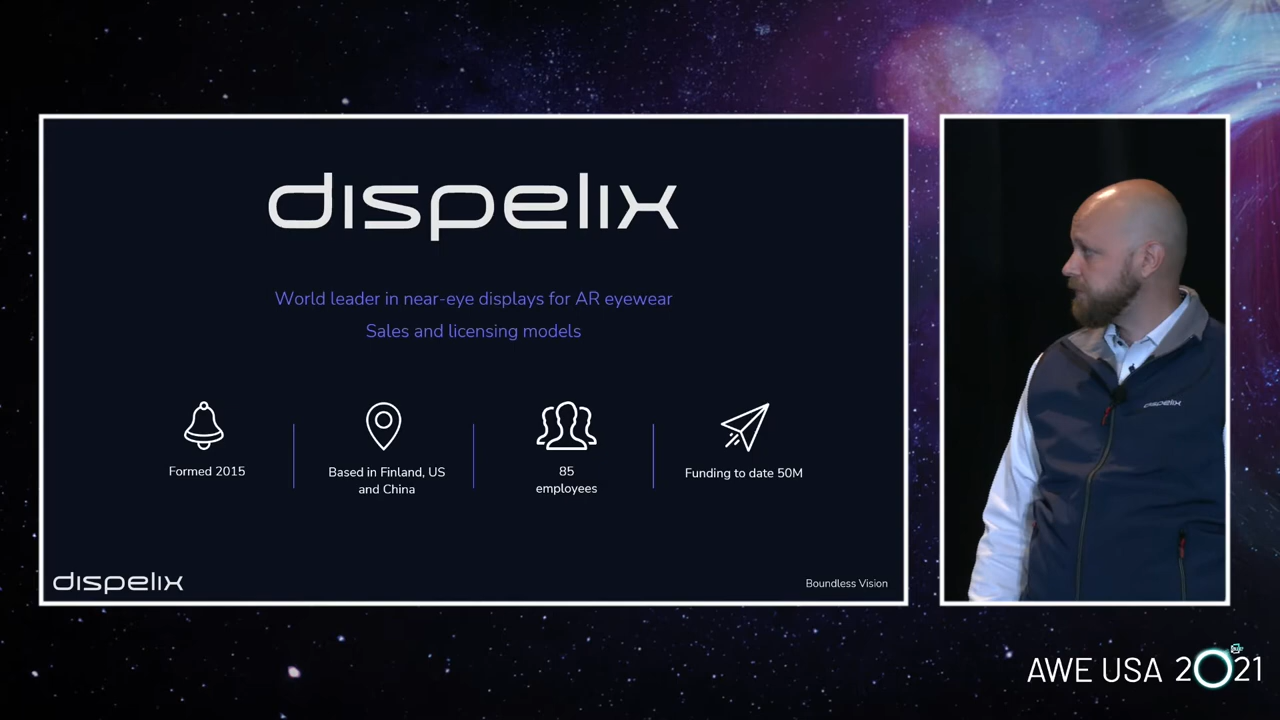 dispelix
World leader in near-eye displays for AR eyewear
Sales and licensing models
Formed 2015
Based in Finland, US
and China
85
employees
Funding to date 50M
dispelix
Boundless Vision
dispelix
AWE USA 2021